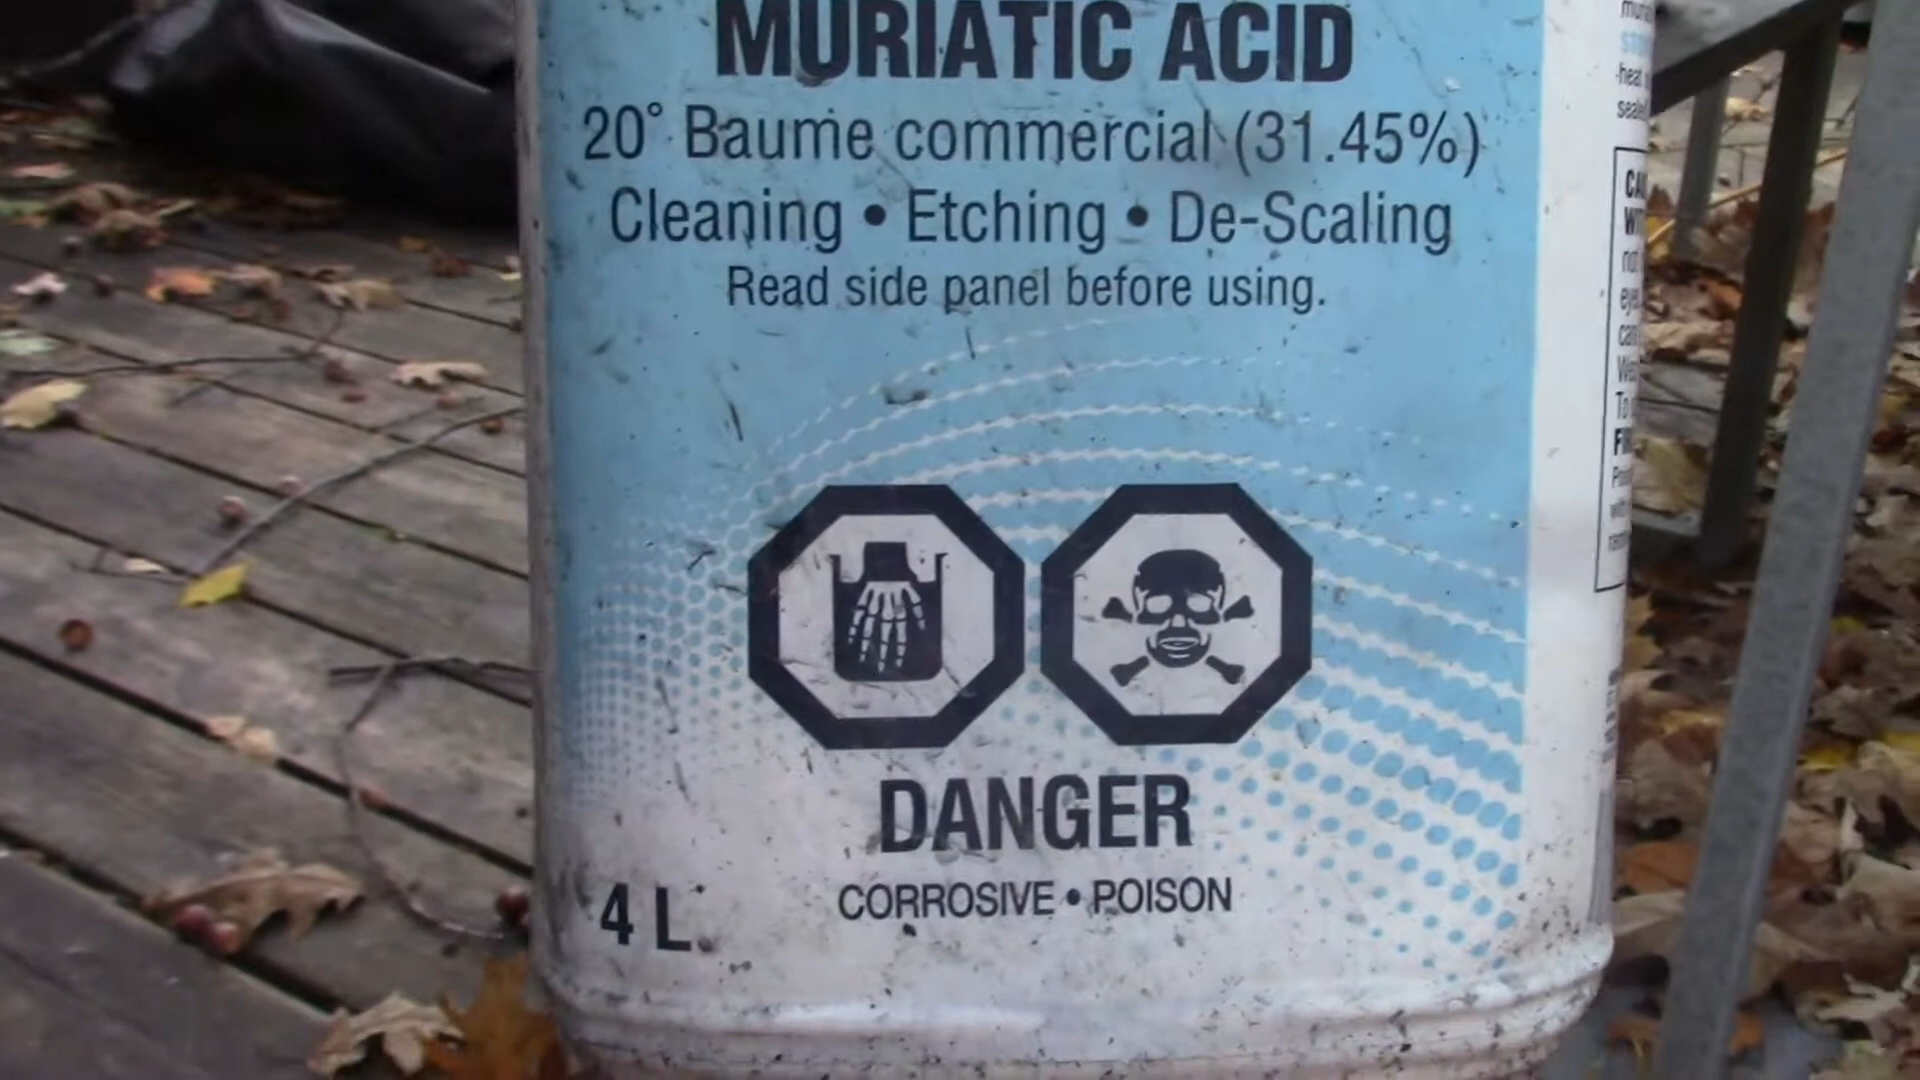 MURIATIC ACID
20° Baume commercial (31.45%)
Cleaning • Etching • De-Scaling
Read side panel before using.
DANGER
CORROSIVE • POISON
4 L